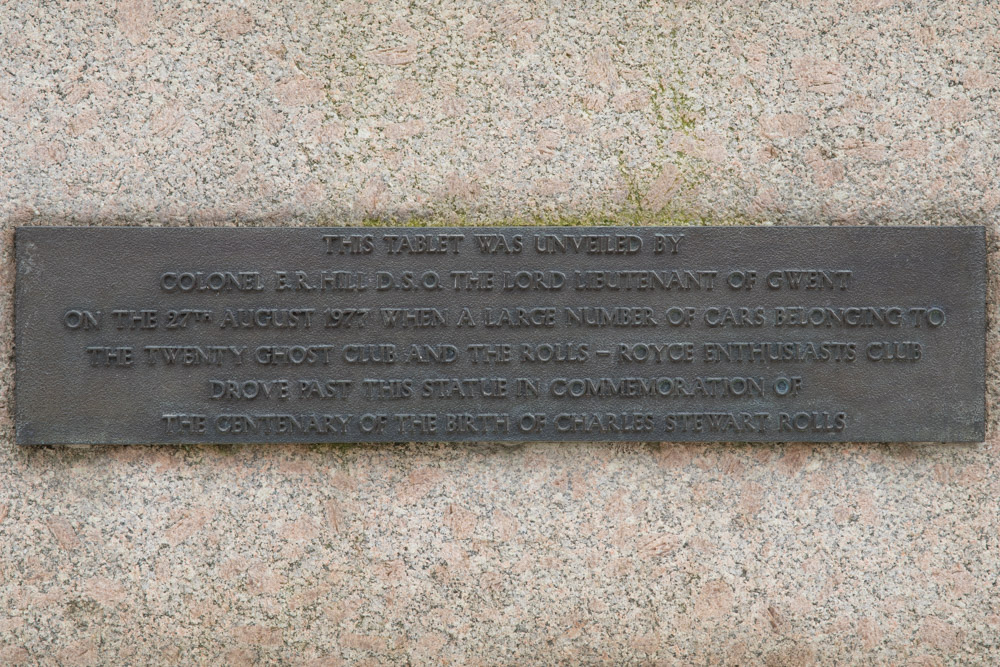 THIS TABLET WAS UNVEILED BY
COLONEL E.R. HILL D.S.O. THE LORD LIEUTENANT OF GWENT
ON THE 27TH AUGUST 1977 WHEN A LARGE NUMBER OF CARS BELONGING TO
THE TWENTY GHOST CLUB AND THE ROLLS – ROYCE ENTHUSIASTS CLUB
DROVE PAST THIS STATUE IN COMMEMORATION OF
THE CENTENARY OF THE BIRTH OF CHARLES STEWART ROLLS